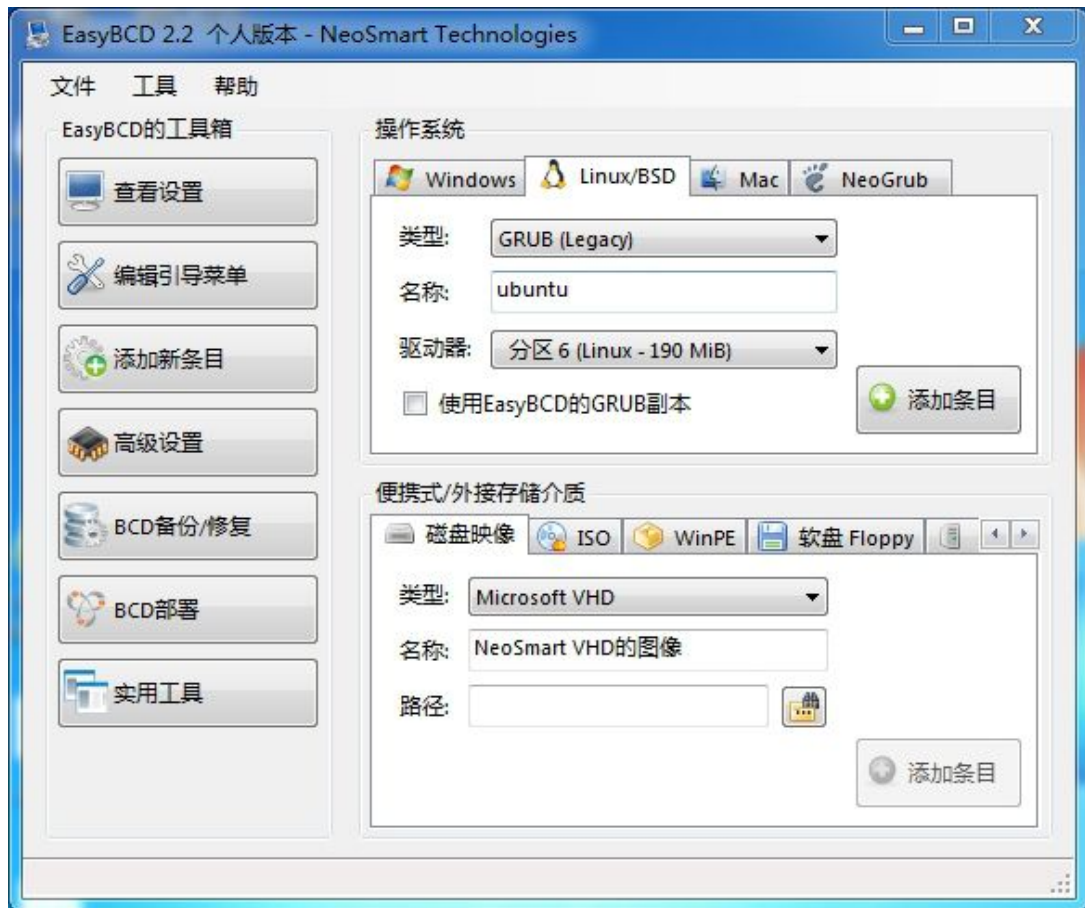 EasyBCD 2.2 个人版本 - NeoSmart Technologies
文件 工具 帮助
EasyBCD的工具箱
查看设置
编辑引导菜单
添加新条目
高级设置
BCD备份/修复
BCD部署
实用工具
操作系统
Windows Linux/BSD Mac NeoGrub
类型: GRUB (Legacy)
名称: ubuntu
驱动器: 分区 6 (Linux - 190 MiB)
使用EasyBCD的GRUB副本
添加条目
便携式/外接存储介质
磁盘映像 ISO WinPE 软盘 Floppy
类型: Microsoft VHD
名称: NeoSmart VHD的图像
路径:
添加条目